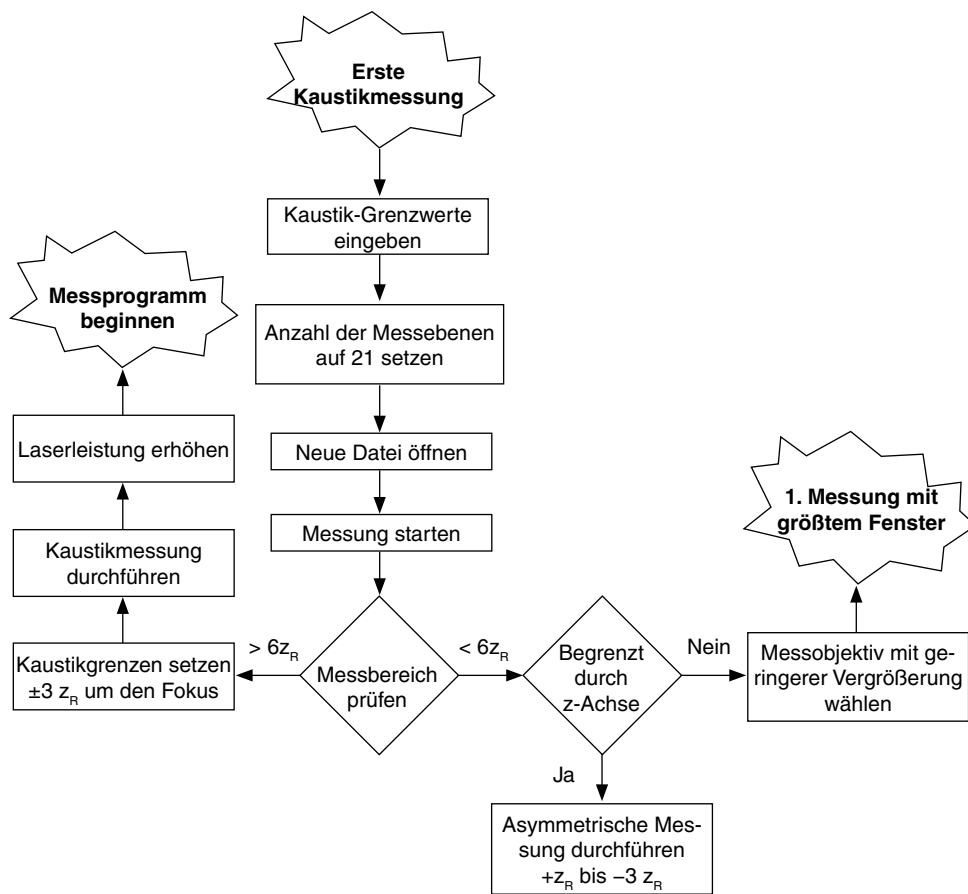 Erste
Kaustikmessung
Kaustik-Grenzwerte
eingeben
Anzahl der Messebenen
auf 21 setzen
Neue Datei öffnen
Messung starten
Messbereich
prüfen
> 6z_R
Kaustikgrenzen setzen
±3 z_R um den Fokus
Kaustikmessung
durchführen
Laserleistung erhöhen
Messprogramm
beginnen
< 6z_R
Begrenzt
durch
z-Achse
Nein
Messobjektiv mit ge-
ringerer Vergrößerung
wählen
1. Messung mit
größtem Fenster
Ja
Asymmetrische Mes-
sung durchführen
+z_R bis −3 z_R